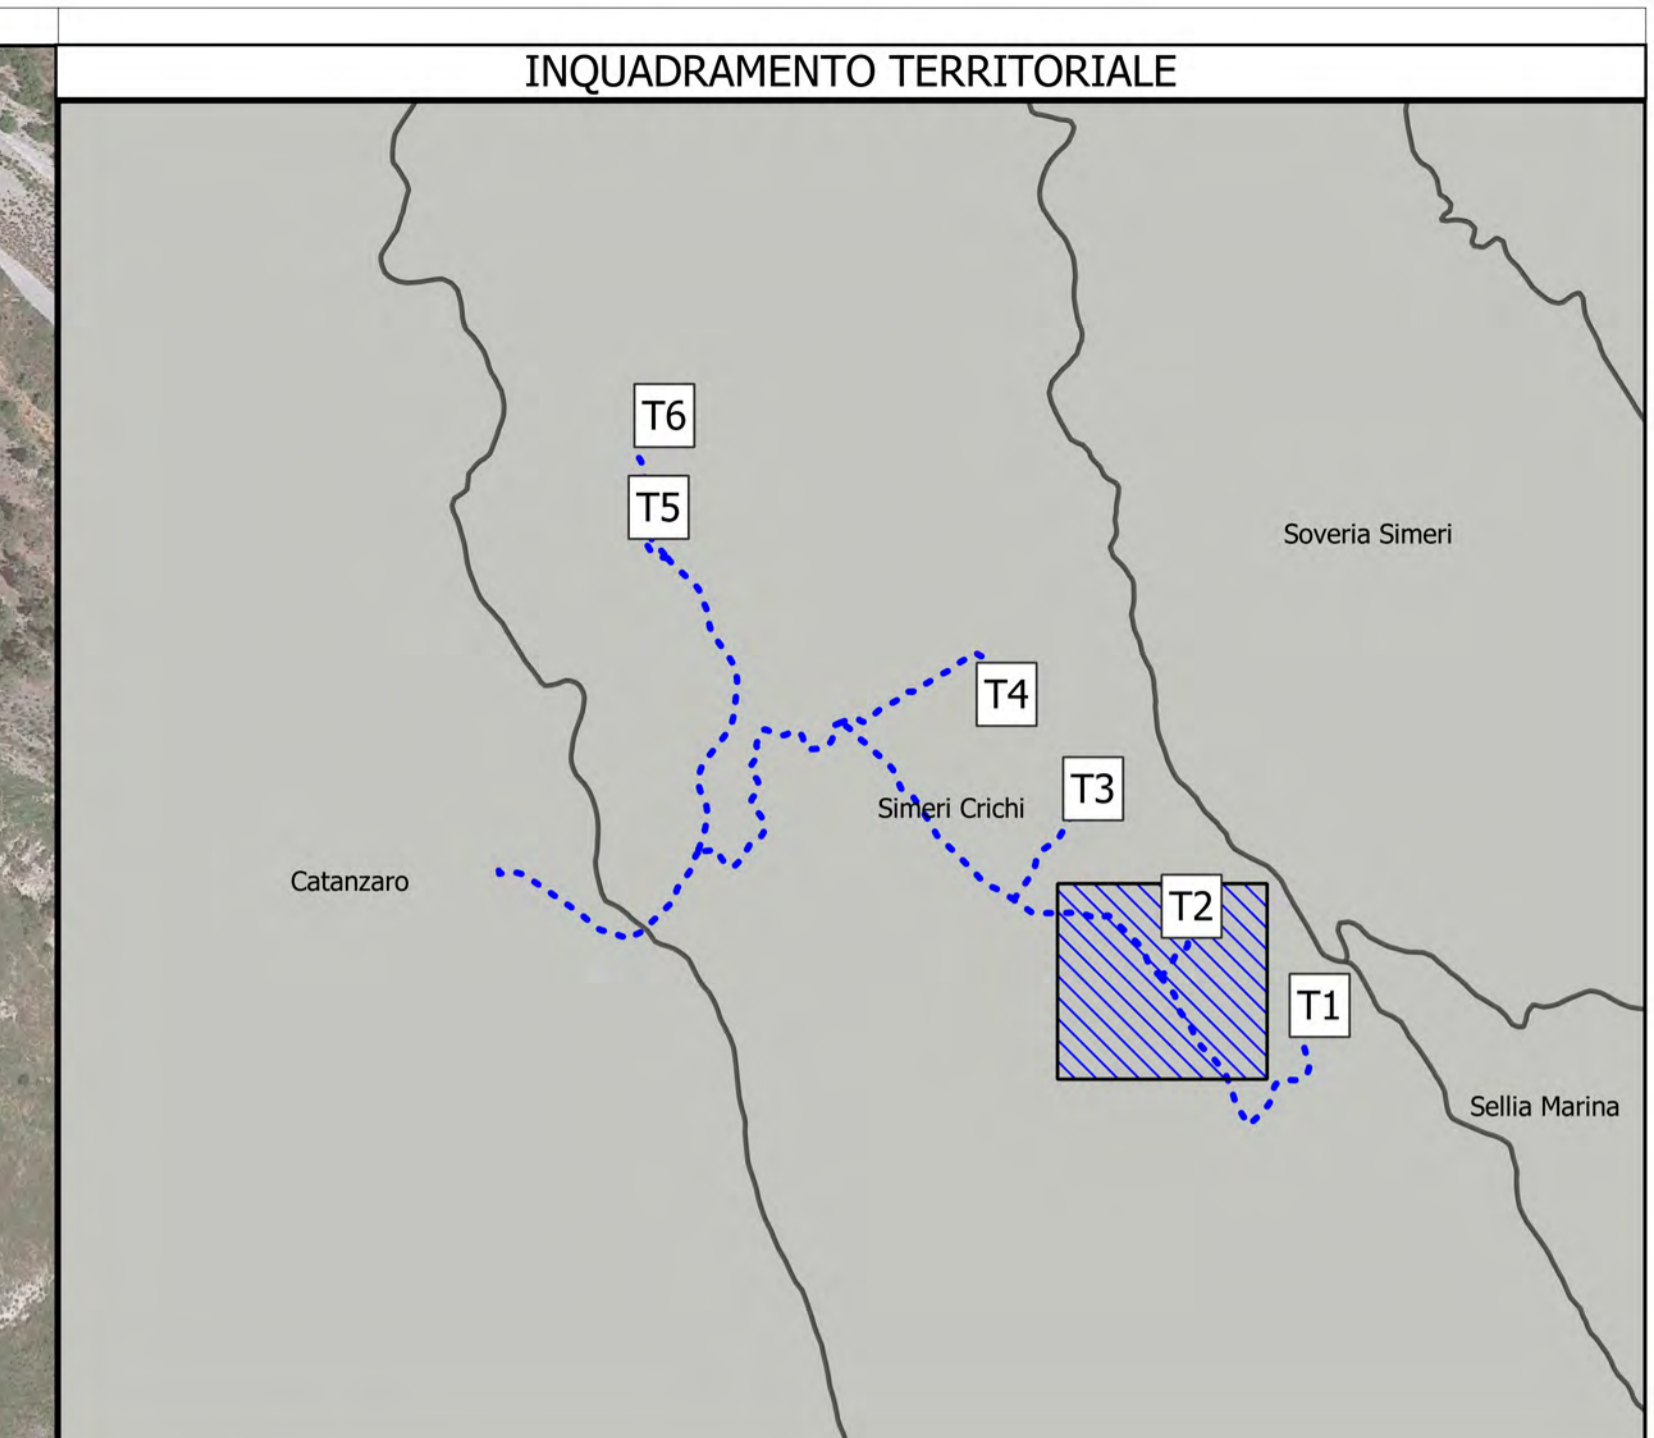 INQUADRAMENTO TERRITORIALE
T6
T5
Soveria Simeri
T4
T3
Simeri Crichi
Catanzaro
T2
T1
Sellia Marina